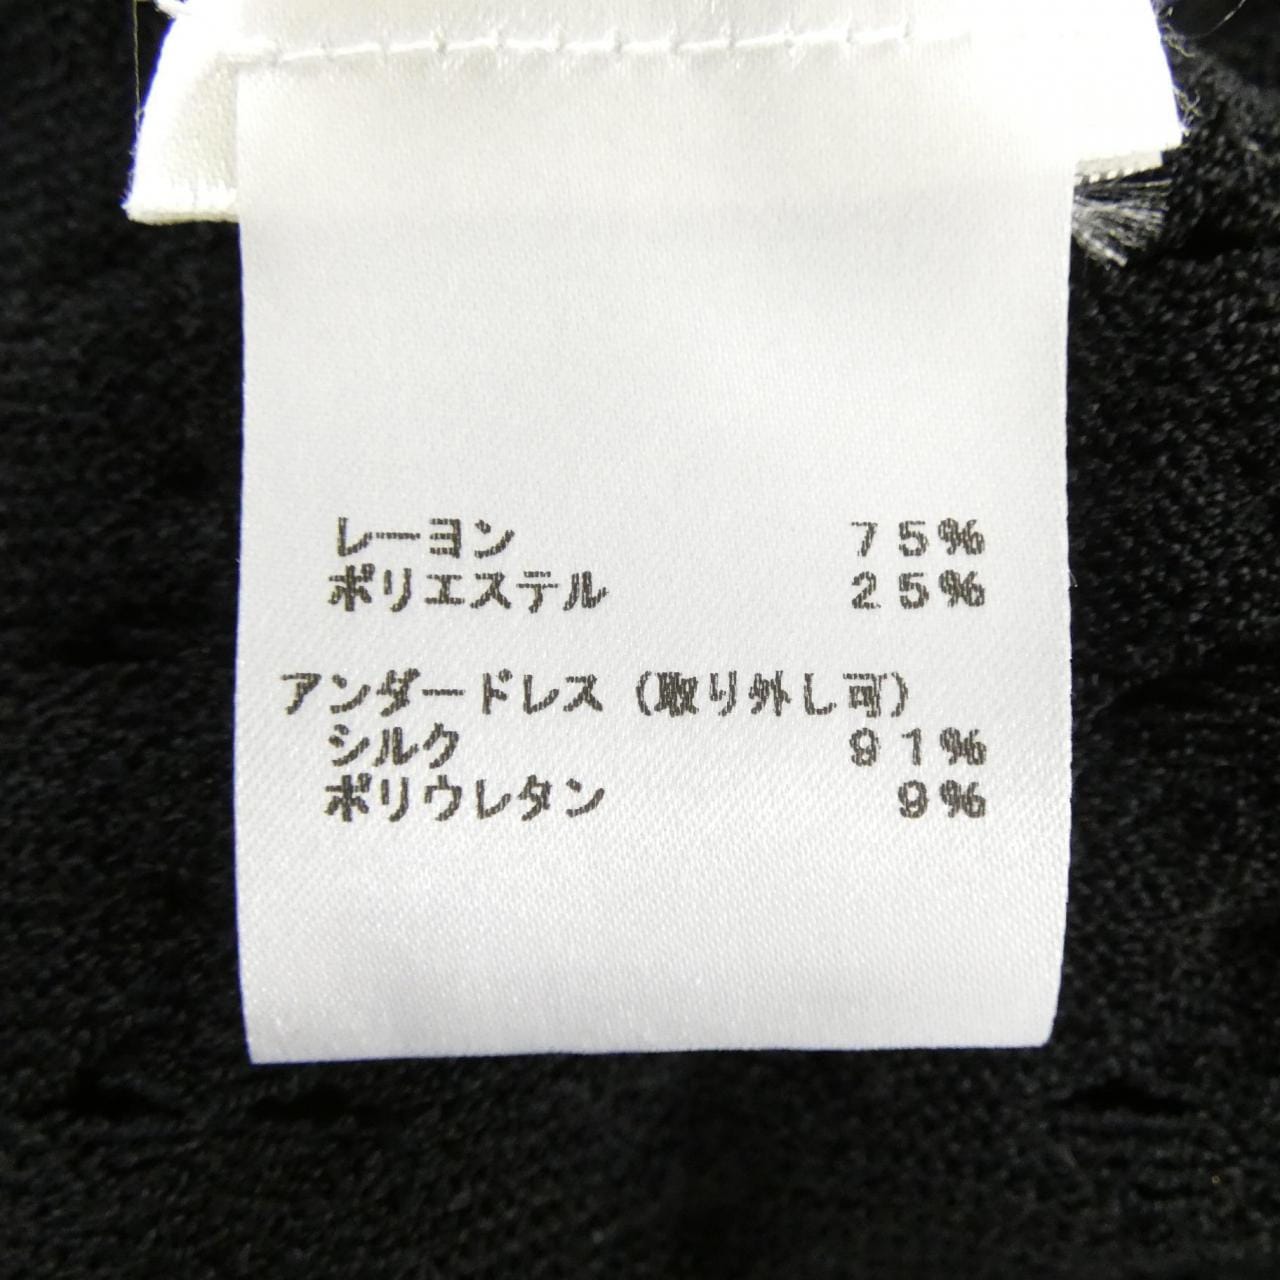 レーヨン 75%
ポリエステル 25%
アンダードレス(取り外し可)
シルク 91%
ポリウレタン 9%